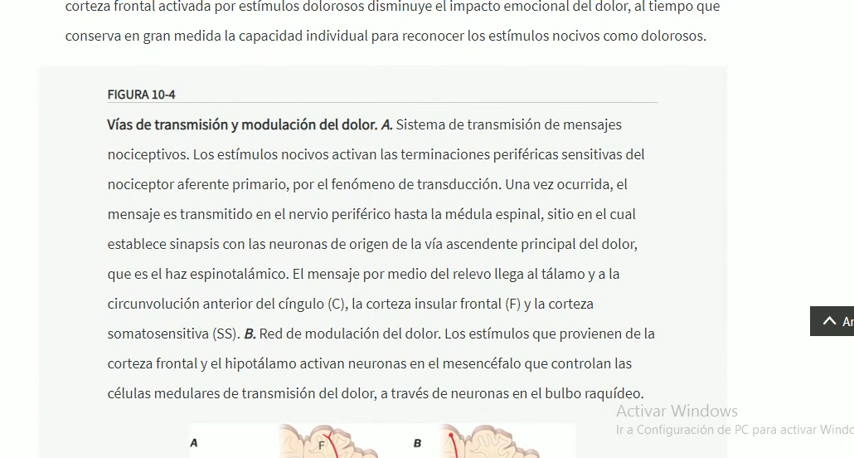 corteza frontal activada por estímulos dolorosos disminuye el impacto emocional del dolor, al tiempo que
conserva en gran medida la capacidad individual para reconocer los estímulos nocivos como dolorosos.
FIGURA 10-4
Vías de transmisión y modulación del dolor. A. Sistema de transmisión de mensajes
nociceptivos. Los estímulos nocivos activan las terminaciones periféricas sensitivas del
nociceptor aferente primario, por el fenómeno de transducción. Una vez ocurrida, el
mensaje es transmitido en el nervio periférico hasta la médula espinal, sitio en el cual
establece sinapsis con las neuronas de origen de la vía ascendente principal del dolor,
que es el haz espinotalámico. El mensaje por medio del relevo llega al tálamo y a la
circunvolución anterior del cíngulo (C), la corteza insular frontal (F) y la corteza
somatosensitiva (SS). B. Red de modulación del dolor. Los estímulos que provienen de la
corteza frontal y el hipotálamo activan neuronas en el mesencéfalo que controlan las
células medulares de transmisión del dolor, a través de neuronas en el bulbo raquídeo.
Ar
Activar Windows
Ir a Configuración de PC para activar Windo
A
F
B